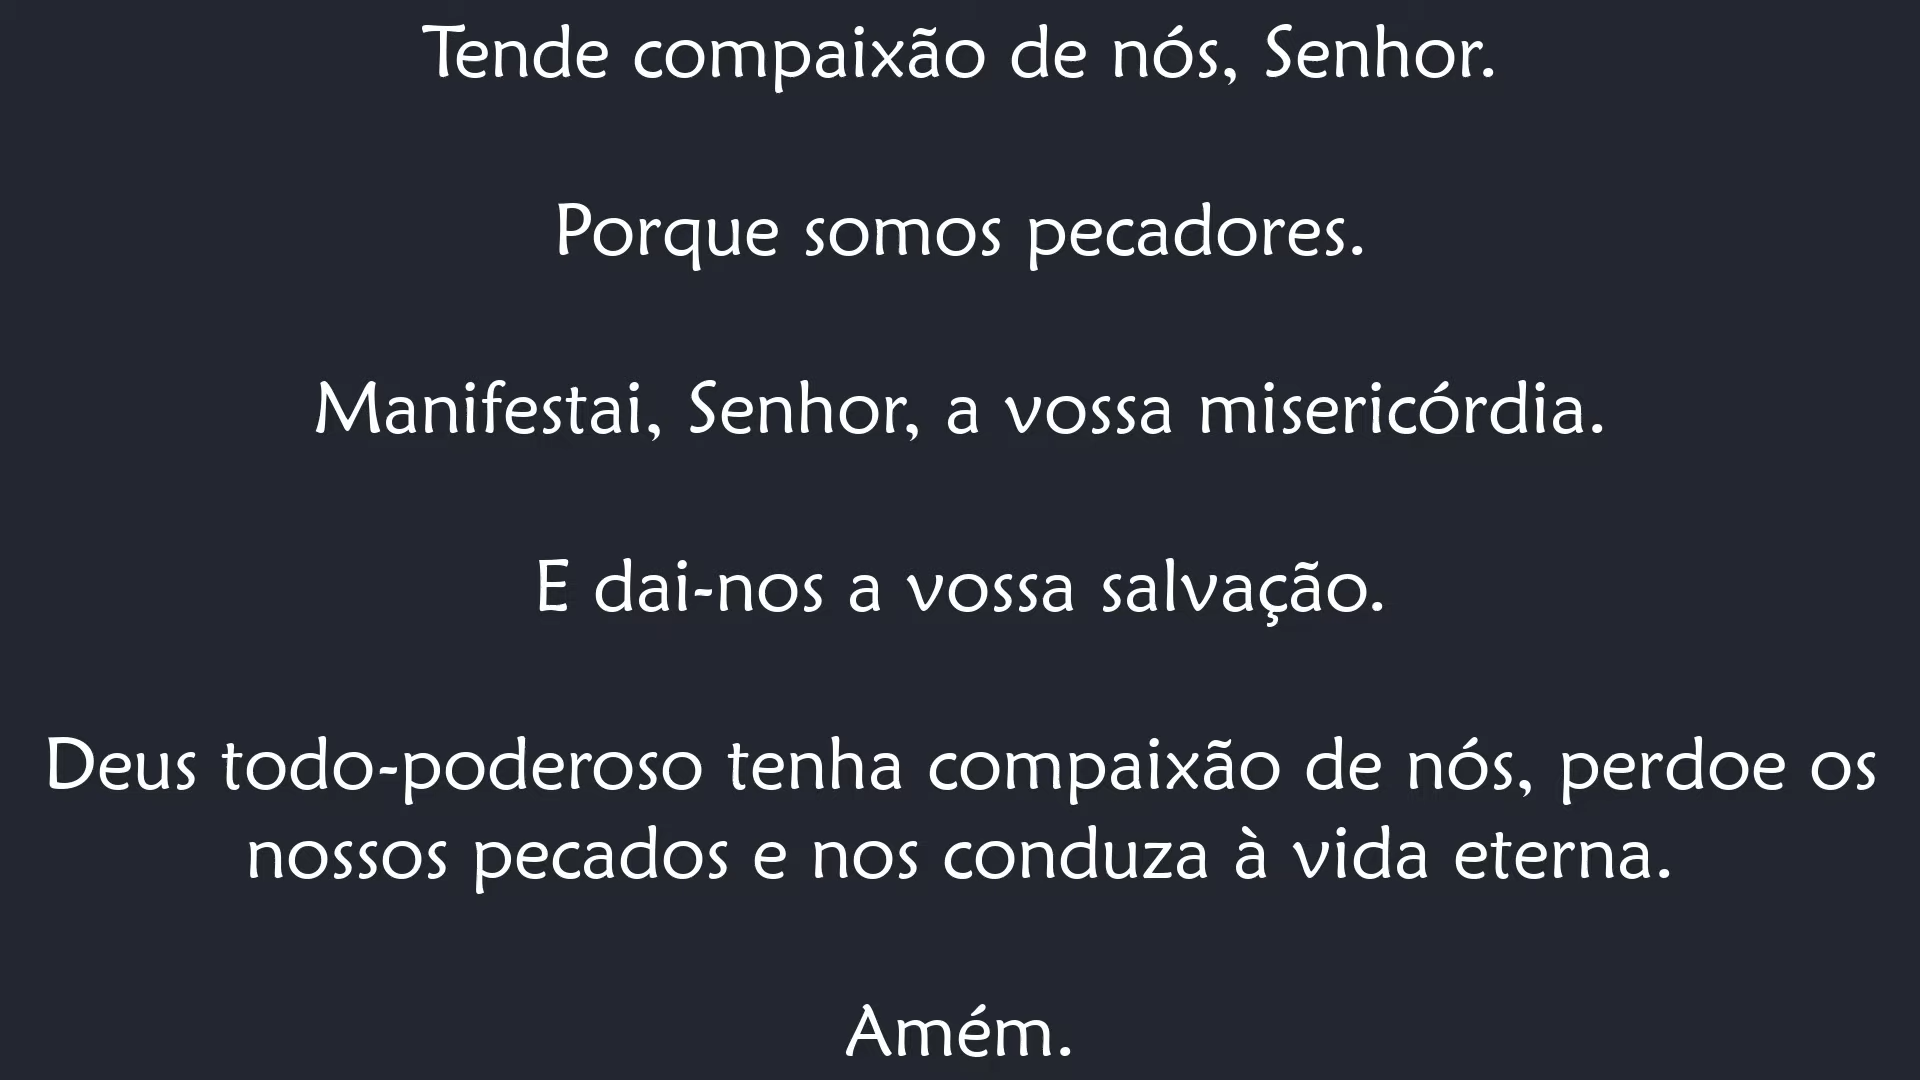 Tende compaixão de nós, Senhor.
Porque somos pecadores.
Manifestai, Senhor, a vossa misericórdia.
E dai-nos a vossa salvação.
Deus todo-poderoso tenha compaixão de nós, perdoe os
nossos pecados e nos conduza à vida eterna.
Amém.